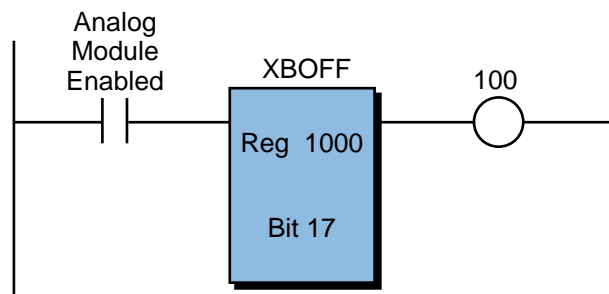 Analog
Module
Enabled
XBOFF
100
Reg 1000
Bit 17